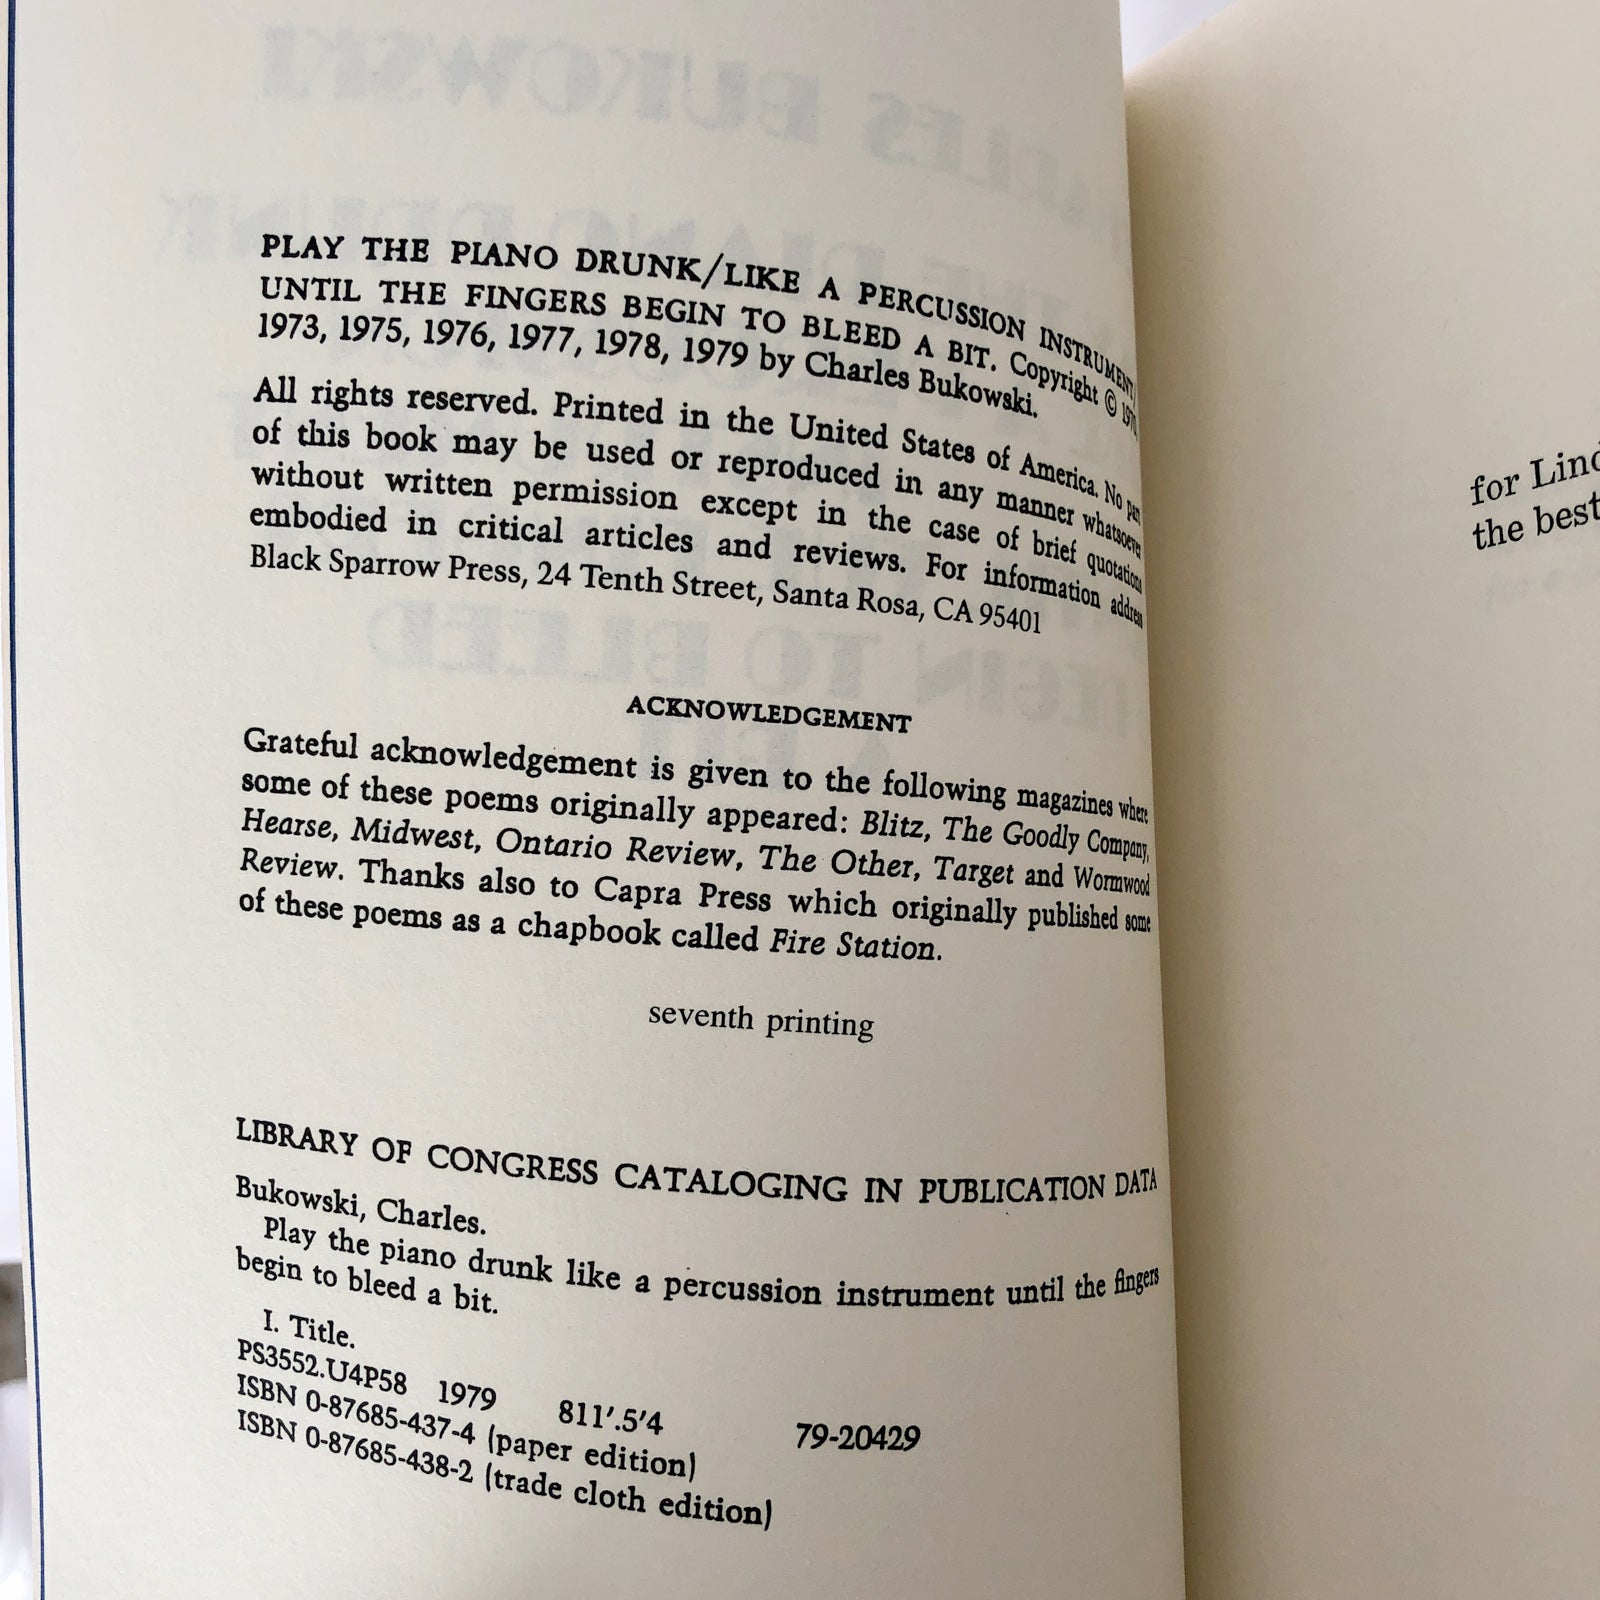 PLAY THE PIANO DRUNK/LIKE A PERCUSSION INSTRUMENT/
UNTIL THE FINGERS BEGIN TO BLEED A BIT. Copyright ©
1973, 1975, 1976, 1977, 1978, 1979 by Charles Bukowski.
All rights reserved. Printed in the United States of America. No part
of this book may be used or reproduced in any manner whatsoever
without written permission except in the case of brief quotations
embodied in critical articles and reviews. For information address
Black Sparrow Press, 24 Tenth Street, Santa Rosa, CA 95401
ACKNOWLEDGEMENT
Grateful acknowledgement is given to the following magazines where
some of these poems originally appeared: Blitz, The Goodly Company,
Hearse, Midwest, Ontario Review, The Other, Target and Wormwood
Review. Thanks also to Capra Press which originally published some
of these poems as a chapbook called Fire Station.
seventh printing
LIBRARY OF CONGRESS CATALOGING IN PUBLICATION DATA
Bukowski, Charles.
Play the piano drunk like a percussion instrument until the fingers
begin to bleed a bit.
I. Title.
PS3552.U4P58 1979 811'.5'4 79-20429
ISBN 0-87685-437-4 (paper edition)
ISBN 0-87685-438-2 (trade cloth edition)
for
the best